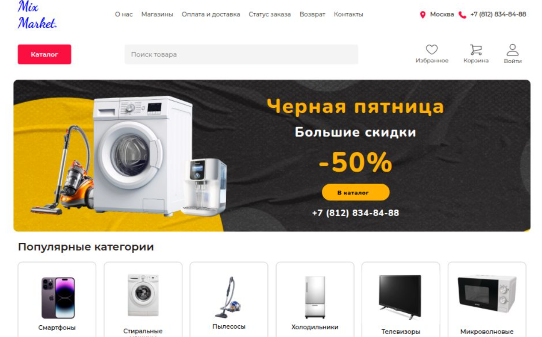 Mix
Market.
О нас Магазины Оплата и доставка Статус заказа Возврат Контакты
Москва +7 (812) 834-84-88
Каталог
Поиск товара
Избранное Корзина Войти
Черная пятница
Большие скидки
-50%
В каталог
+7 (812) 834-84-88
Популярные категории
Смартфоны Стиральные Пылесосы Холодильники Телевизоры Микроволновые